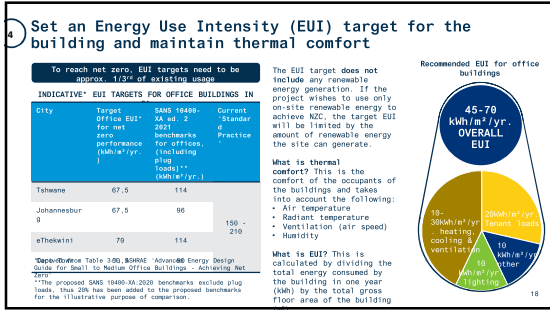 4
Set an Energy Use Intensity (EUI) target for the
building and maintain thermal comfort
To reach net zero, EUI targets need to be
approx. 1/3rd of existing usage
INDICATIVE* EUI TARGETS FOR OFFICE BUILDINGS IN
City
Target
Office EUI*
for net
zero
performance
(kWh/m²/yr.
)
SANS 10400-
XA ed. 2
2021
benchmarks
for offices,
(including
plug
loads)**
(kWh/m²/yr.)
Current
'Standar
d
Practice
'
Tshwane 67,5 114
Johannesbur
g 67,5 96
150 -
210
eThekwini 70 114
Guide for Small to Medium Office Buildings - Achieving Net
Zero
**The proposed SANS 10400-XA:2020 benchmarks exclude plug
loads, thus 20% has been added to the proposed benchmarks
for the illustrative purpose of comparison.
The EUI target does not
include any renewable
energy generation. If the
project wishes to use only
on-site renewable energy to
achieve NZC, the target EUI
will be limited by the
amount of renewable energy
the site can generate.
What is thermal
comfort? This is the
comfort of the occupants of
the buildings and takes
into account the following:
• Air temperature
• Radiant temperature
• Ventilation (air speed)
• Humidity
What is EUI? This is
calculated by dividing the
total energy consumed by
the building in one year
(kWh) by the total gross
floor area of the building
Recommended EUI for office
buildings
45-70
kWh/m²/yr.
OVERALL
EUI
10-
30kWh/m²/yr
. heating,
cooling &
ventilation
20kWh/m²/yr.
Tenant loads
10
kWh/m²/yr
other
10
kWh/m²/yr
lighting
18